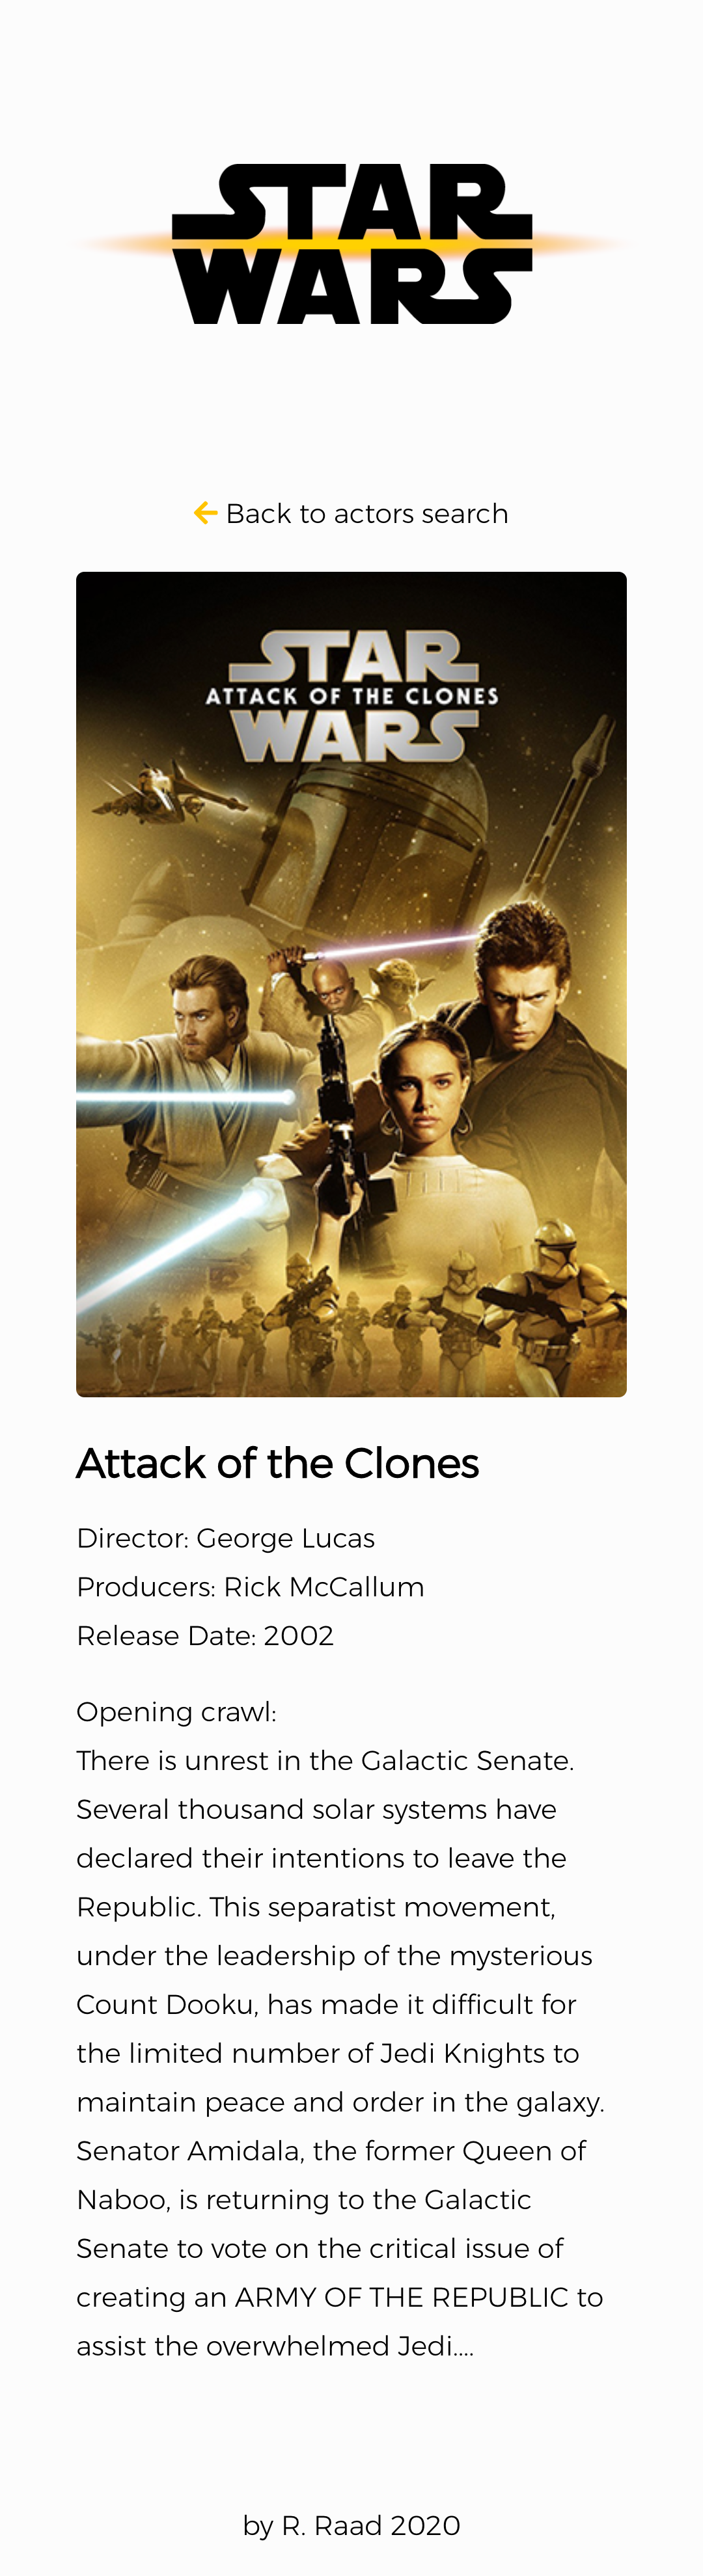 STAR
WARS
Back to actors search
STAR
ATTACK OF THE CLONES
WARS
Attack of the Clones
Director: George Lucas
Producers: Rick McCallum
Release Date: 2002
Opening crawl:
There is unrest in the Galactic Senate.
Several thousand solar systems have
declared their intentions to leave the
Republic. This separatist movement,
under the leadership of the mysterious
Count Dooku, has made it difficult for
the limited number of Jedi Knights to
maintain peace and order in the galaxy.
Senator Amidala, the former Queen of
Naboo, is returning to the Galactic
Senate to vote on the critical issue of
creating an ARMY OF THE REPUBLIC to
assist the overwhelmed Jedi....
by R. Raad 2020